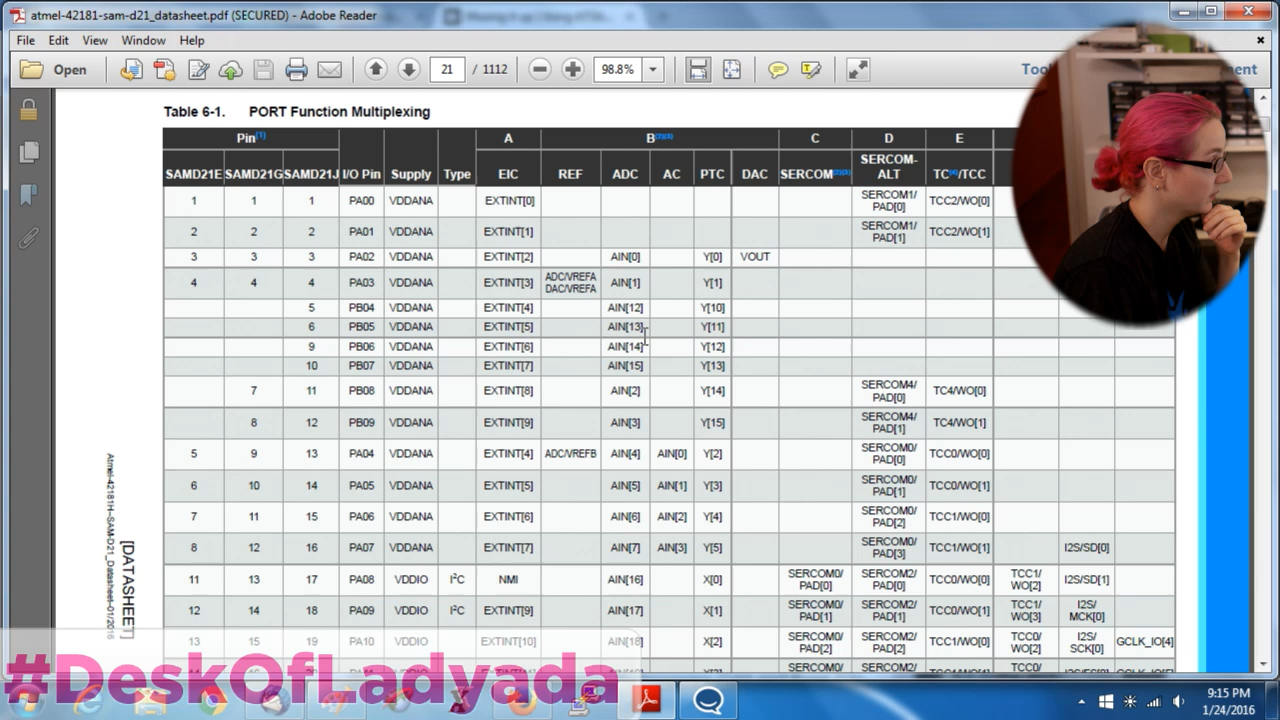 atmel-42181-sam-d21_datasheet.pdf (SECURED) - Adobe Reader
File Edit View Window Help
Open 21 / 1112 98.8%
Table 6-1. PORT Function Multiplexing
Pin(1) A B(2)(3) C D E
SAMD21E SAMD21G SAMD21J I/O Pin Supply Type EIC REF ADC AC PTC DAC SERCOM(2)(3) SERCOM-ALT TC(4)/TCC
1 1 1 PA00 VDDANA EXTINT[0] SERCOM1/PAD[0] TCC2/WO[0]
2 2 2 PA01 VDDANA EXTINT[1] SERCOM1/PAD[1] TCC2/WO[1]
3 3 3 PA02 VDDANA EXTINT[2] AIN[0] Y[0] VOUT
4 4 4 PA03 VDDANA EXTINT[3] ADC/VREFA DAC/VREFA AIN[1] Y[1]
5 PB04 VDDANA EXTINT[4] AIN[12] Y[10]
6 PB05 VDDANA EXTINT[5] AIN[13] Y[11]
9 PB06 VDDANA EXTINT[6] AIN[14] Y[12]
10 PB07 VDDANA EXTINT[7] AIN[15] Y[13]
7 11 PB08 VDDANA EXTINT[8] AIN[2] Y[14] SERCOM4/PAD[0] TC4/WO[0]
8 12 PB09 VDDANA EXTINT[9] AIN[3] Y[15] SERCOM4/PAD[1] TC4/WO[1]
5 9 13 PA04 VDDANA EXTINT[4] ADC/VREFB AIN[4] AIN[0] Y[2] SERCOM0/PAD[0] TCC0/WO[0]
6 10 14 PA05 VDDANA EXTINT[5] AIN[5] AIN[1] Y[3] SERCOM0/PAD[1] TCC0/WO[1]
7 11 15 PA06 VDDANA EXTINT[6] AIN[6] AIN[2] Y[4] SERCOM0/PAD[2] TCC1/WO[0]
8 12 16 PA07 VDDANA EXTINT[7] AIN[7] AIN[3] Y[5] SERCOM0/PAD[3] TCC1/WO[1] I2S/SD[0]
11 13 17 PA08 VDDIO I²C NMI AIN[16] X[0] SERCOM0/PAD[0] SERCOM2/PAD[0] TCC0/WO[0] TCC1/WO[2] I2S/SD[1]
12 14 18 PA09 VDDIO I²C EXTINT[9] AIN[17] X[1] SERCOM0/PAD[1] SERCOM2/PAD[1] TCC0/WO[1] TCC1/WO[3] I2S/MCK[0]
13 15 19 PA10 VDDIO EXTINT[10] AIN[18] X[2] SERCOM0/PAD[2] SERCOM2/PAD[2] TCC1/WO[0] TCC0/WO[2] I2S/SCK[0] GCLK_IO[4]
SERCOM0/ SERCOM2/ TCC0/
[DATASHEET]
Atmel-42181H–SAM-D21_Datasheet–01/2016
#DeskOfLadyada
9:15 PM
1/24/2016